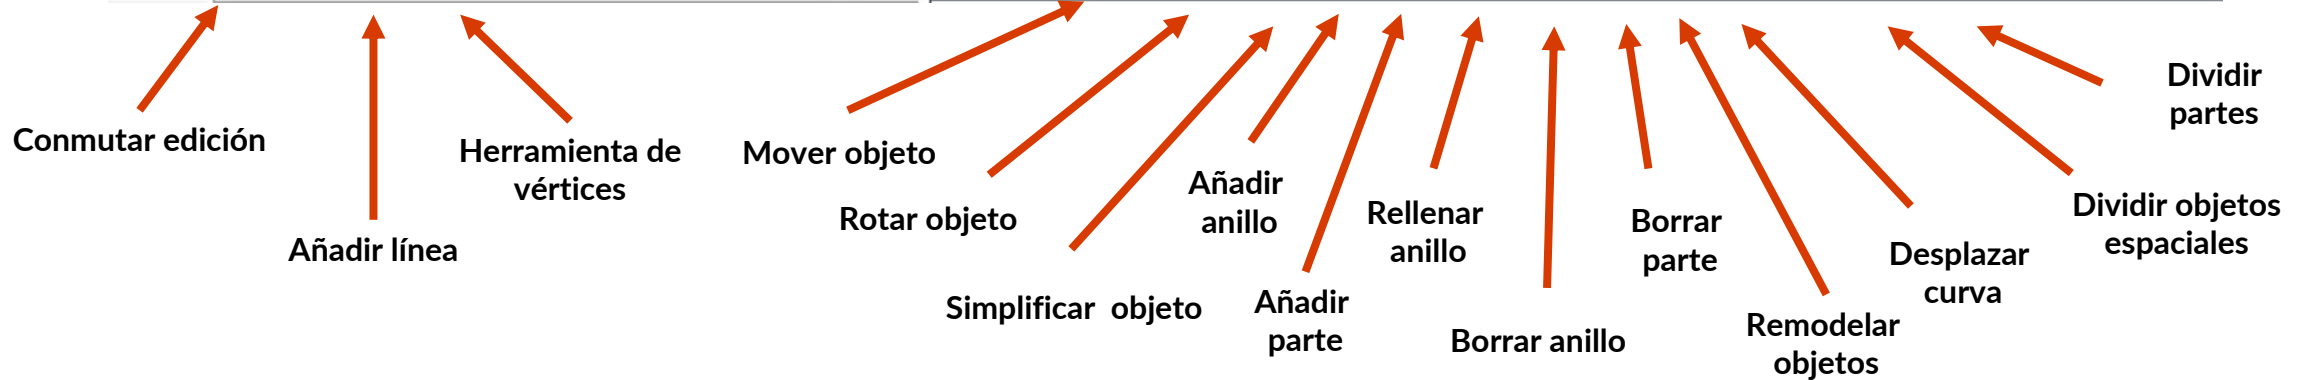 Conmutar edición
Añadir línea
Herramienta de
vértices
Mover objeto
Rotar objeto
Simplificar  objeto
Añadir
anillo
Añadir
parte
Rellenar
anillo
Borrar anillo
Borrar
parte
Remodelar
objetos
Desplazar
curva
Dividir objetos
espaciales
Dividir
partes